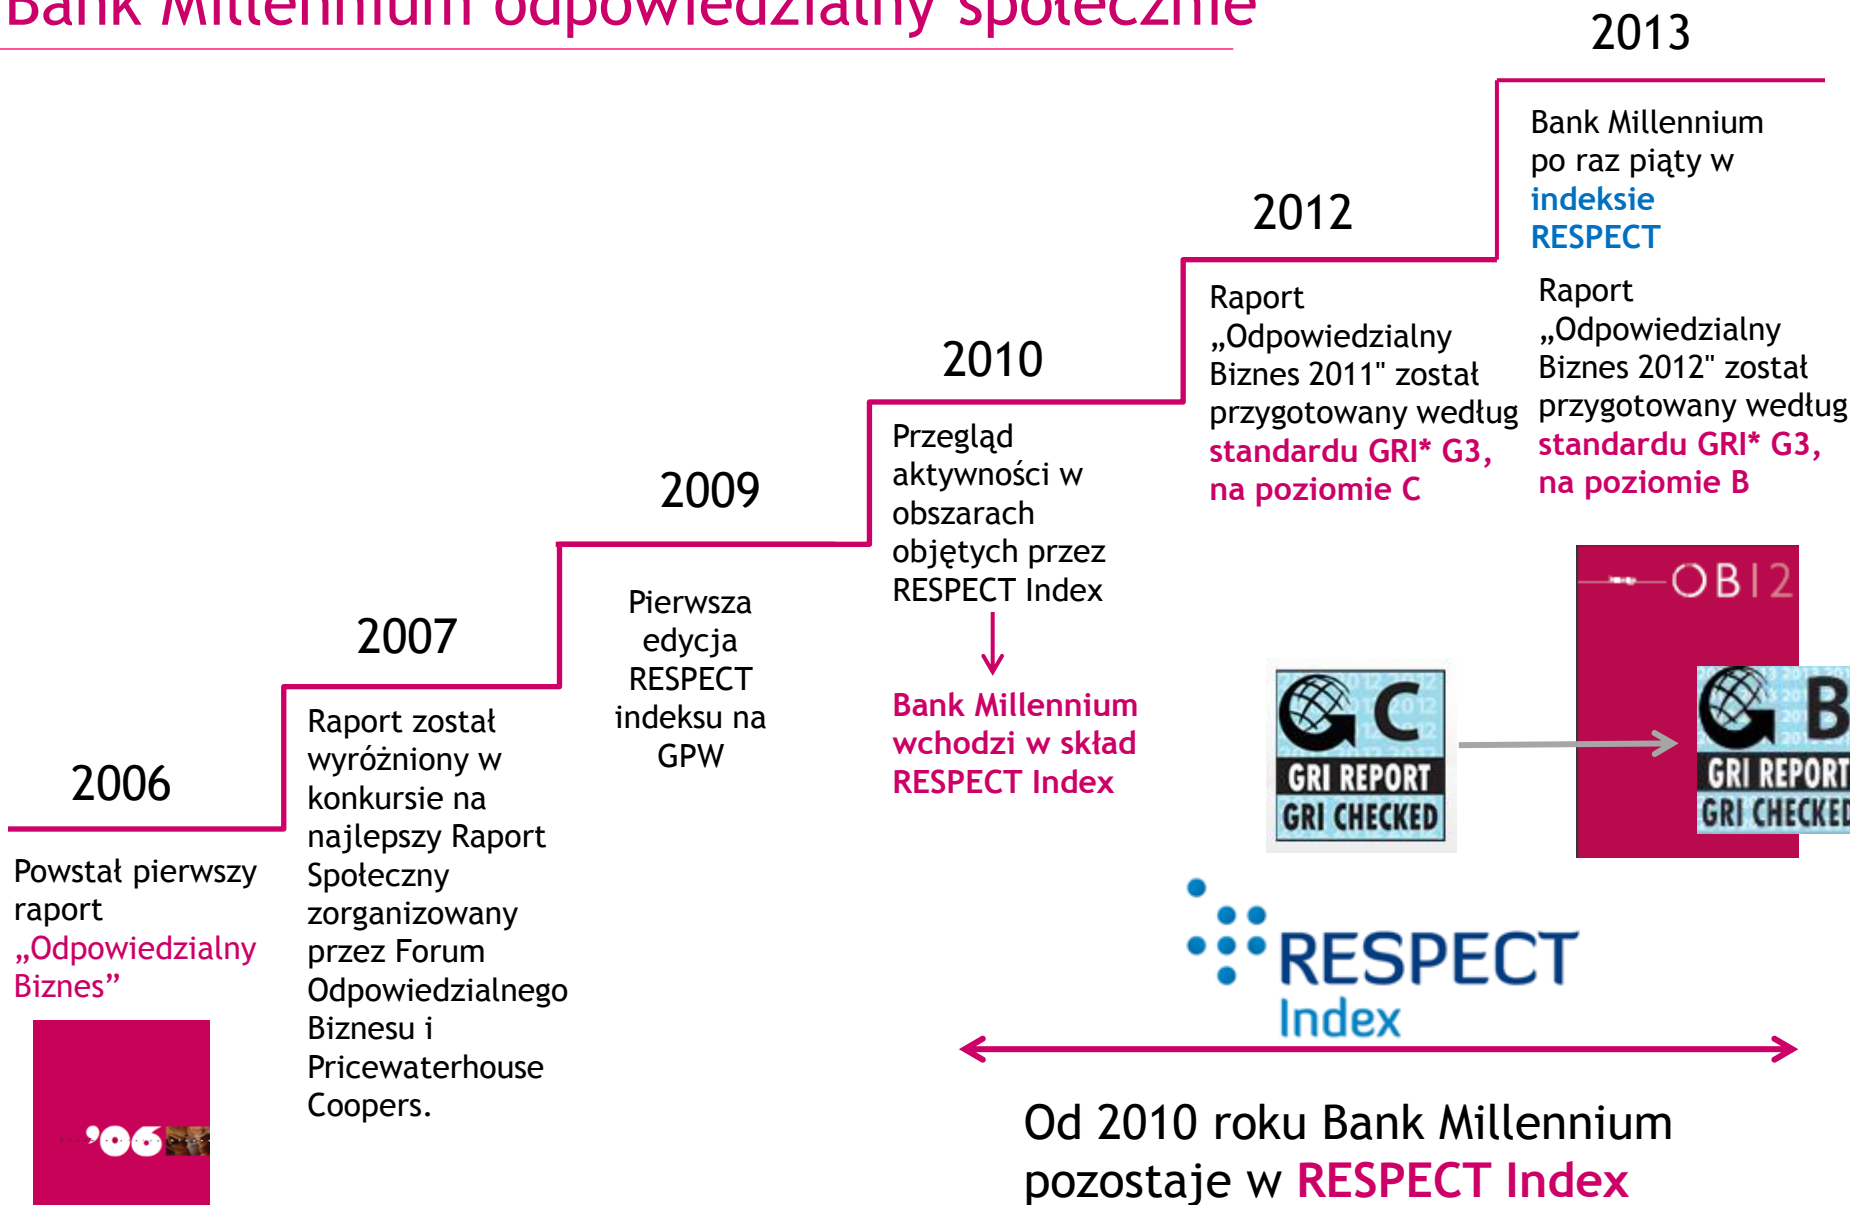 Bank Millennium odpowiedzialny społecznie
2006
Powstał pierwszy
raport
„Odpowiedzialny
Biznes”
’06
2007
Raport został
wyróżniony w
konkursie na
najlepszy Raport
Społeczny
zorganizowany
przez Forum
Odpowiedzialnego
Biznesu i
Pricewaterhouse
Coopers.
2009
Pierwsza
edycja
RESPECT
indeksu na
GPW
2010
Przegląd
aktywności w
obszarach
objętych przez
RESPECT Index
Bank Millennium
wchodzi w skład
RESPECT Index
2012
Raport
„Odpowiedzialny
Biznes 2011" został
przygotowany według
standardu GRI* G3,
na poziomie C
C
GRI REPORT
GRI CHECKED
2013
Bank Millennium
po raz piąty w
indeksie
RESPECT
Raport
„Odpowiedzialny
Biznes 2012" został
przygotowany według
standardu GRI* G3,
na poziomie B
OB12
B
GRI REPORT
GRI CHECKED
RESPECT
Index
Od 2010 roku Bank Millennium
pozostaje w RESPECT Index